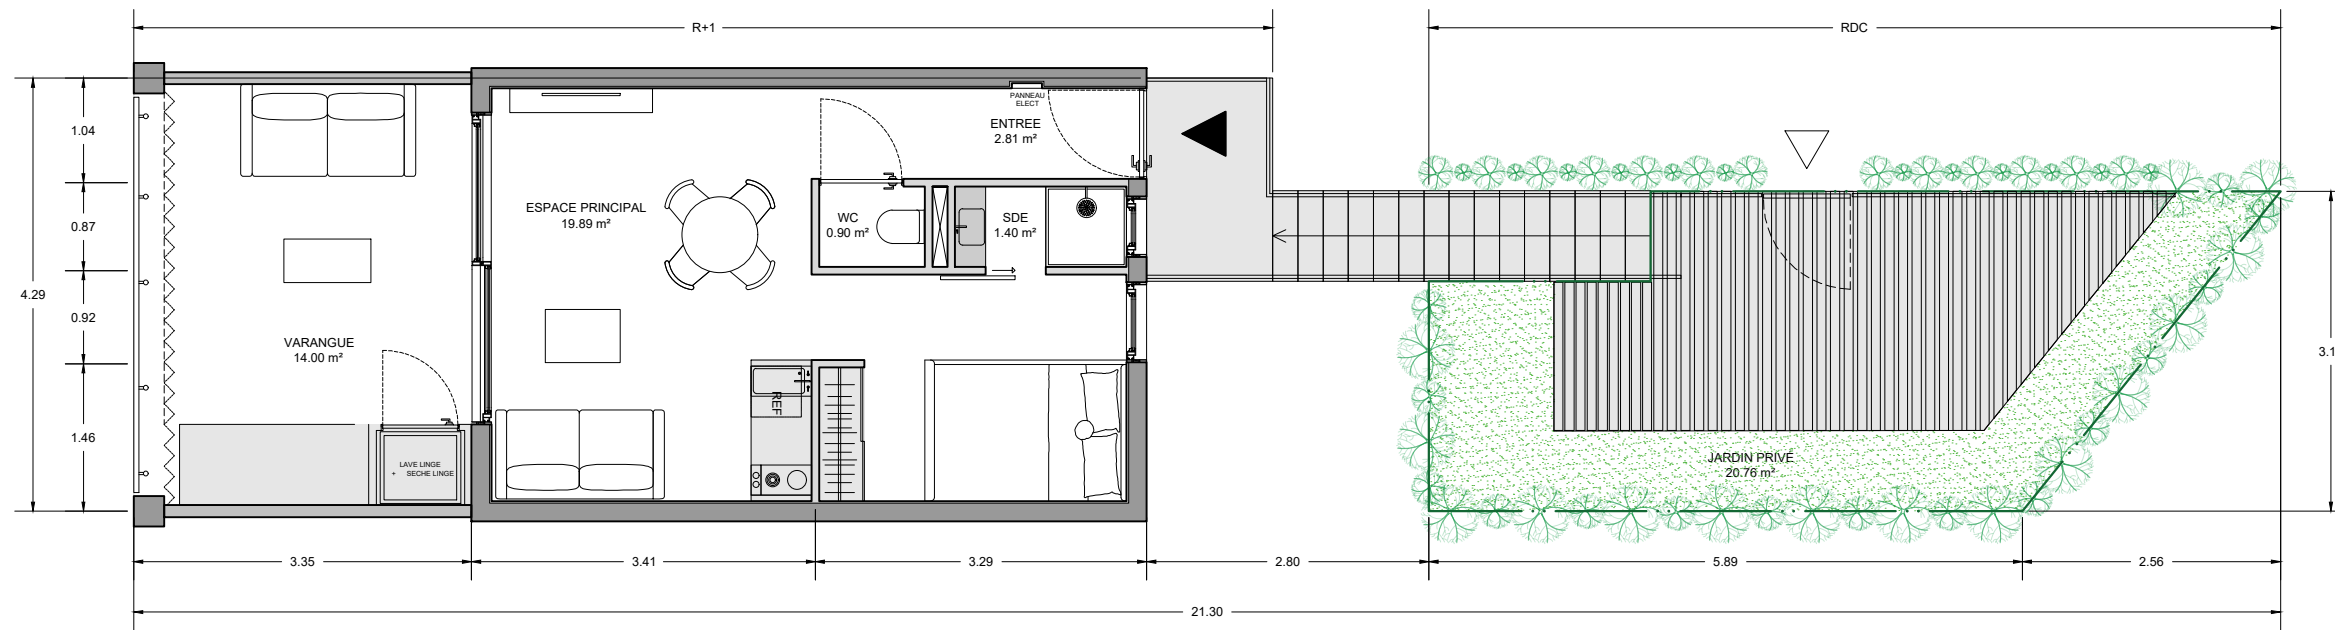 R+1
RDC
PANNEAU
ELECT
ENTREE
2.81 m²
1.04
ESPACE PRINCIPAL
19.89 m²
WC
0.90 m²
SDE
1.40 m²
0.87
4.29
0.92
VARANGUE
14.00 m²
3.1
REF
1.46
LAVE LINGE
+ SECHE LINGE
JARDIN PRIVE
20.76 m²
3.35
3.41
3.29
2.80
5.89
2.56
21.30